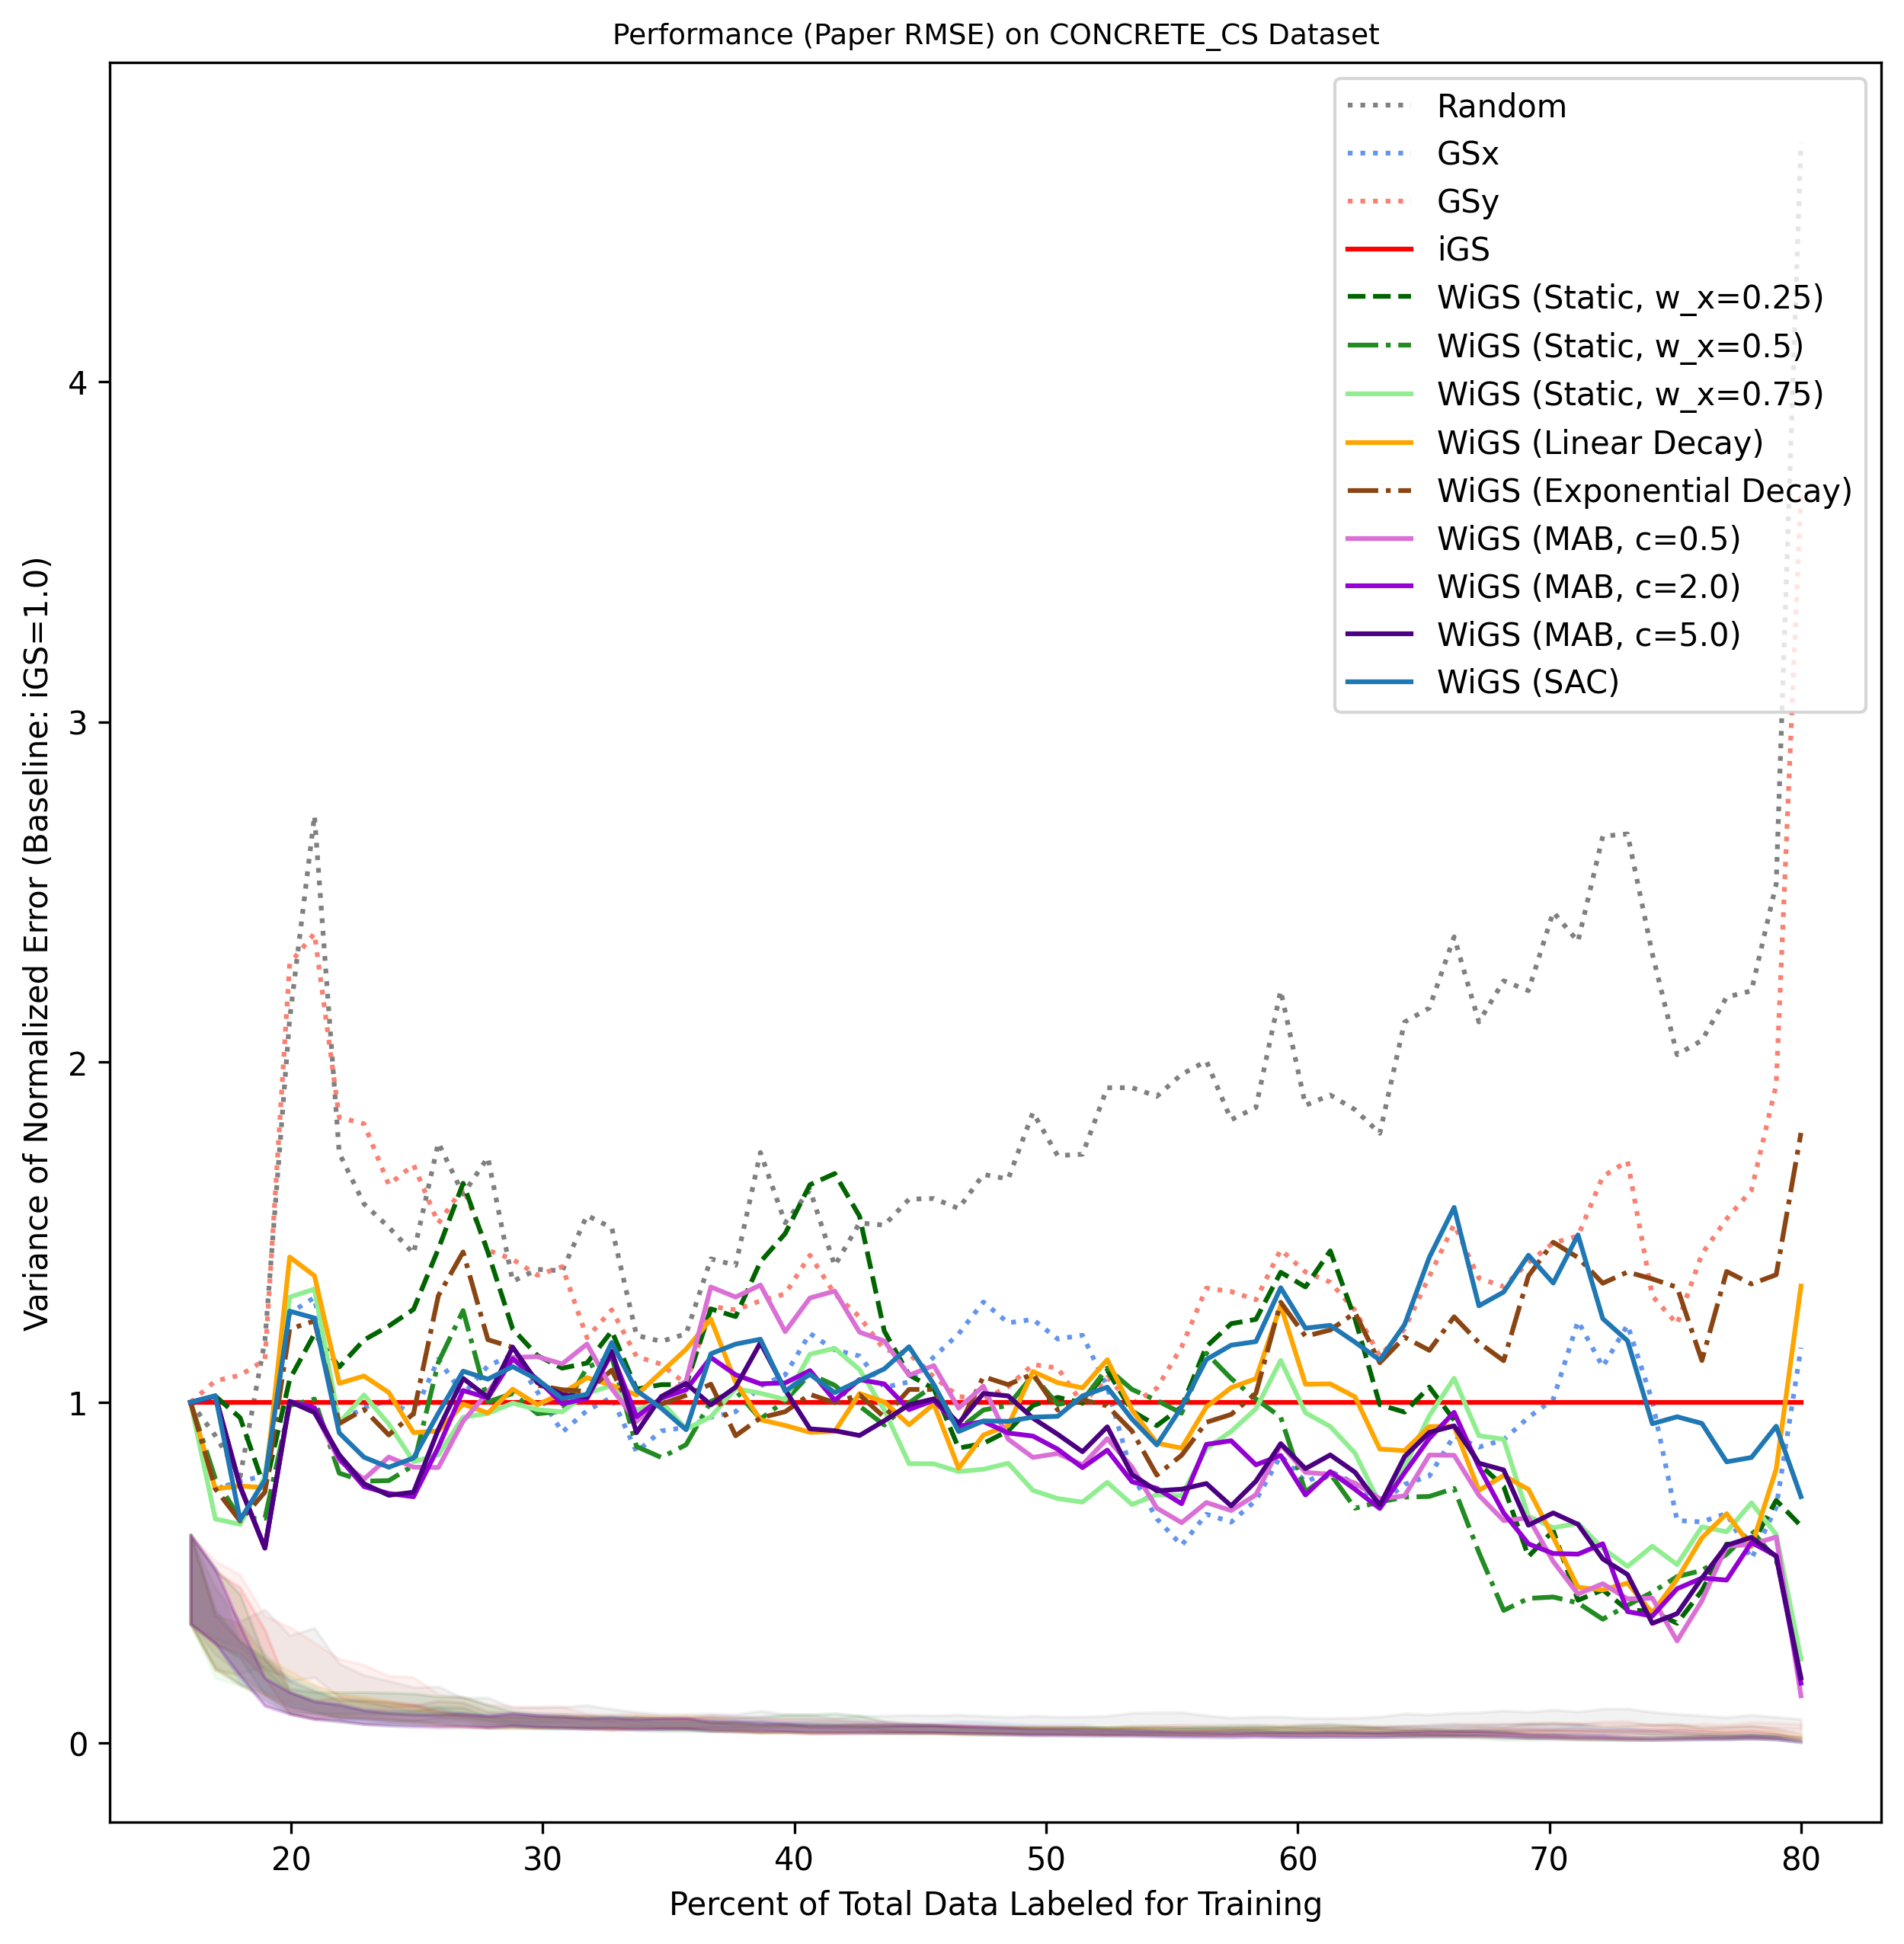 Performance (Paper RMSE) on CONCRETE_CS Dataset
Variance of Normalized Error (Baseline: iGS=1.0)
4
3
2
1
0
Random
GSx
GSy
iGS
WiGS (Static, w_x=0.25)
WiGS (Static, w_x=0.5)
WiGS (Static, w_x=0.75)
WiGS (Linear Decay)
WiGS (Exponential Decay)
WiGS (MAB, c=0.5)
WiGS (MAB, c=2.0)
WiGS (MAB, c=5.0)
WiGS (SAC)
20 30 40 50 60 70 80
Percent of Total Data Labeled for Training